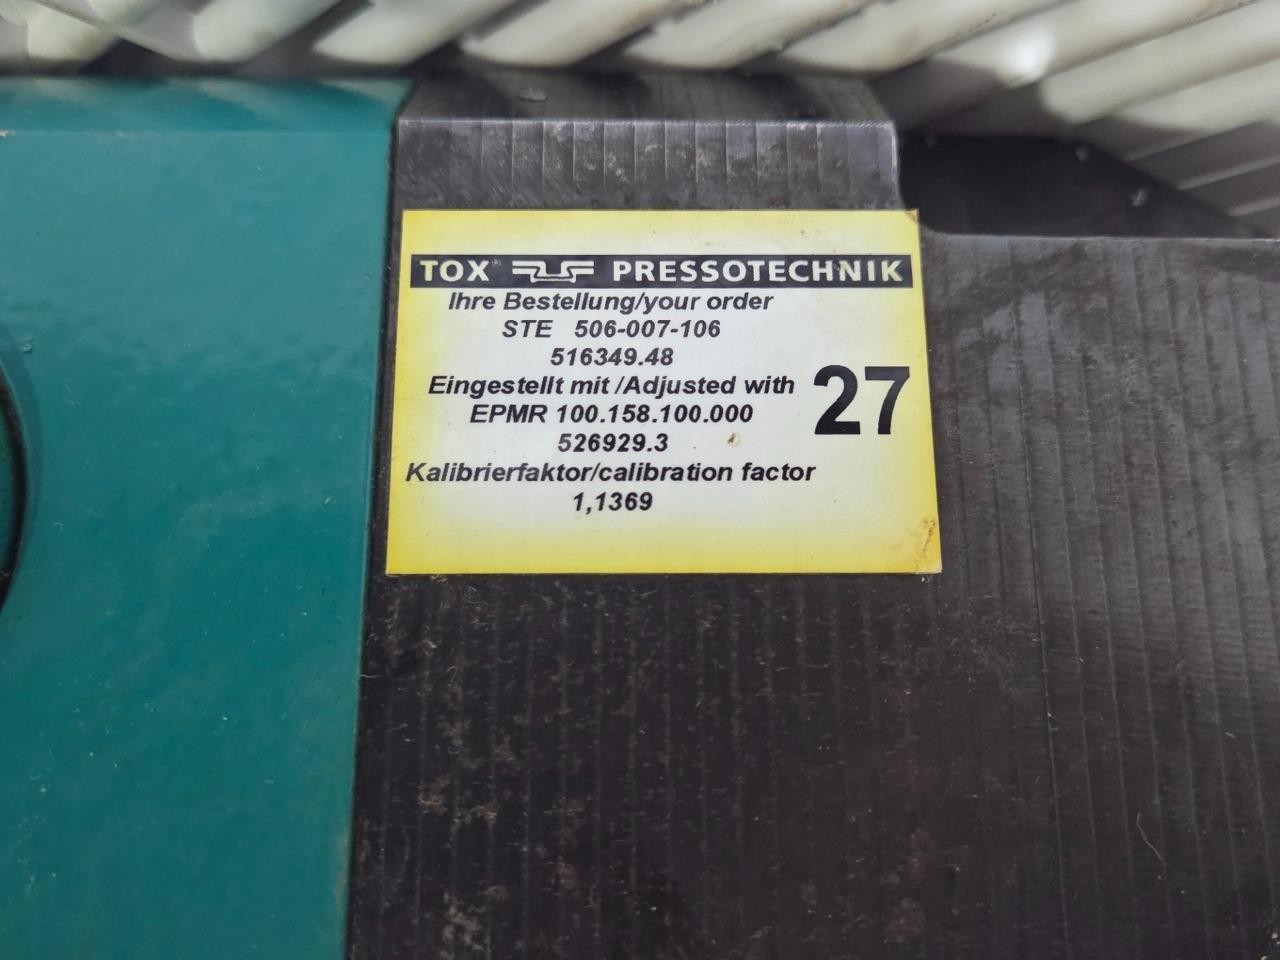 TOX® PRESSOTECHNIK
Ihre Bestellung/your order
STE 506-007-106
516349.48
Eingestellt mit /Adjusted with
EPMR 100.158.100.000
526929.3
Kalibrierfaktor/calibration factor
1,1369
27